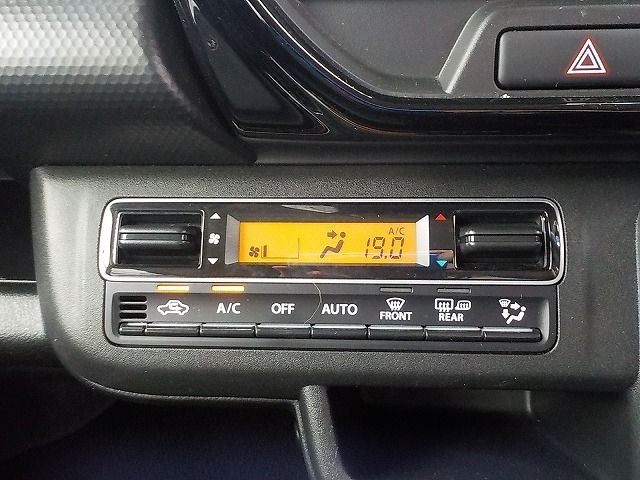 A/C
19.0
A/C OFF AUTO FRONT REAR